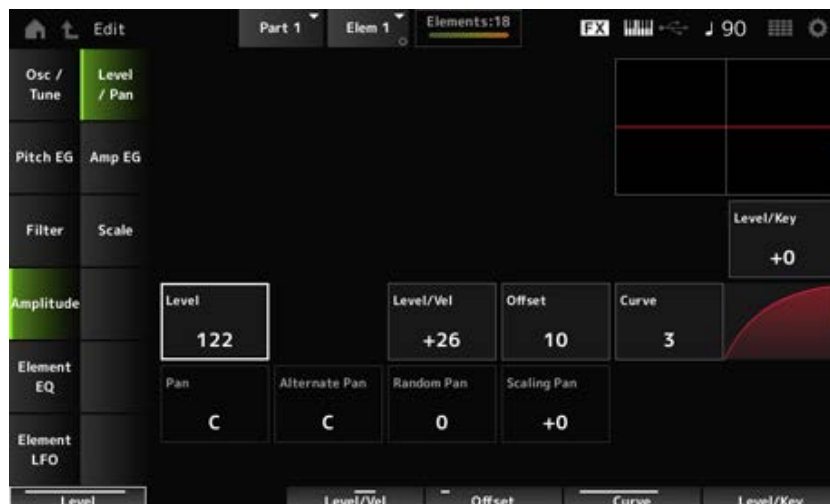 Edit
Part 1
Elem 1
Elements:18
FX
90
Osc /
Tune
Level
/ Pan
Pitch EG
Amp EG
Filter
Scale
Level/Key
+0
Amplitude
Level
122
Level/Vel
+26
Offset
10
Curve
3
Element
EQ
Pan
C
Alternate Pan
C
Random Pan
0
Scaling Pan
+0
Element
LFO
Level
Level/Vel
Offset
Curve
Level/Key